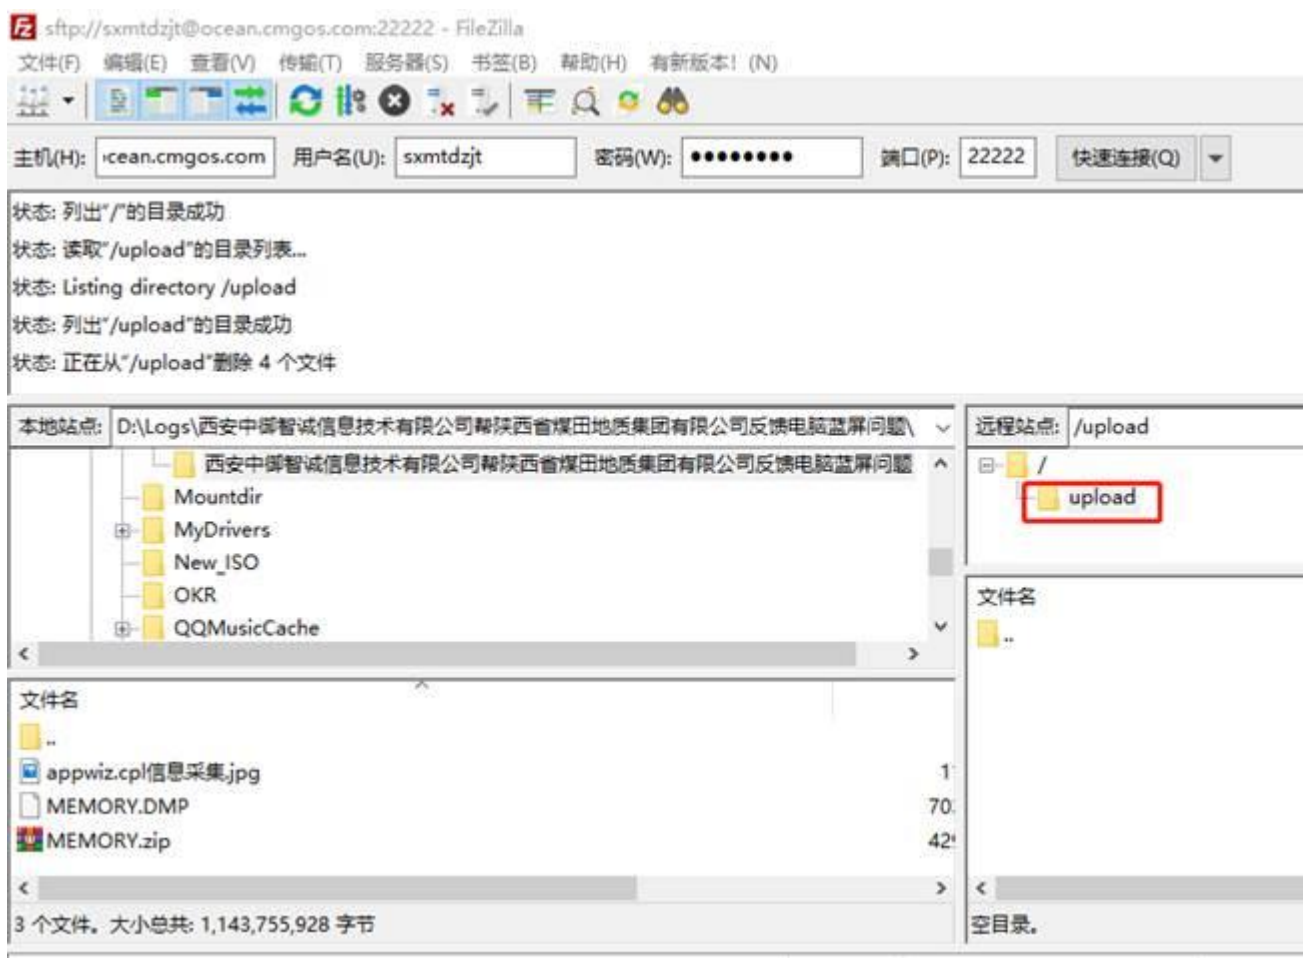 sftp://sxmtdzjt@ocean.cmgos.com:22222 - FileZilla
文件(F) 编辑(E) 查看(V) 传输(T) 服务器(S) 书签(B) 帮助(H) 有新版本! (N)
主机(H): cean.cmgos.com 用户名(U): sxmtdzjt 密码(W): ●●●●●●●● 端口(P): 22222 快速连接(Q)
状态: 列出"/"的目录成功
状态: 读取"/upload"的目录列表...
状态: Listing directory /upload
状态: 列出"/upload"的目录成功
状态: 正在从"/upload"删除 4 个文件
本地站点: D:\Logs\西安中御智诚信息技术有限公司帮陕西省煤田地质集团有限公司反馈电脑蓝屏问题\
西安中御智诚信息技术有限公司帮陕西省煤田地质集团有限公司反馈电脑蓝屏问题
Mountdir
MyDrivers
New_ISO
OKR
QQMusicCache
文件名
..
appwiz.cpl信息采集.jpg 1
MEMORY.DMP 70
MEMORY.zip 42
3 个文件。大小总共: 1,143,755,928 字节
远程站点: /upload
/
upload
文件名
..
空目录。